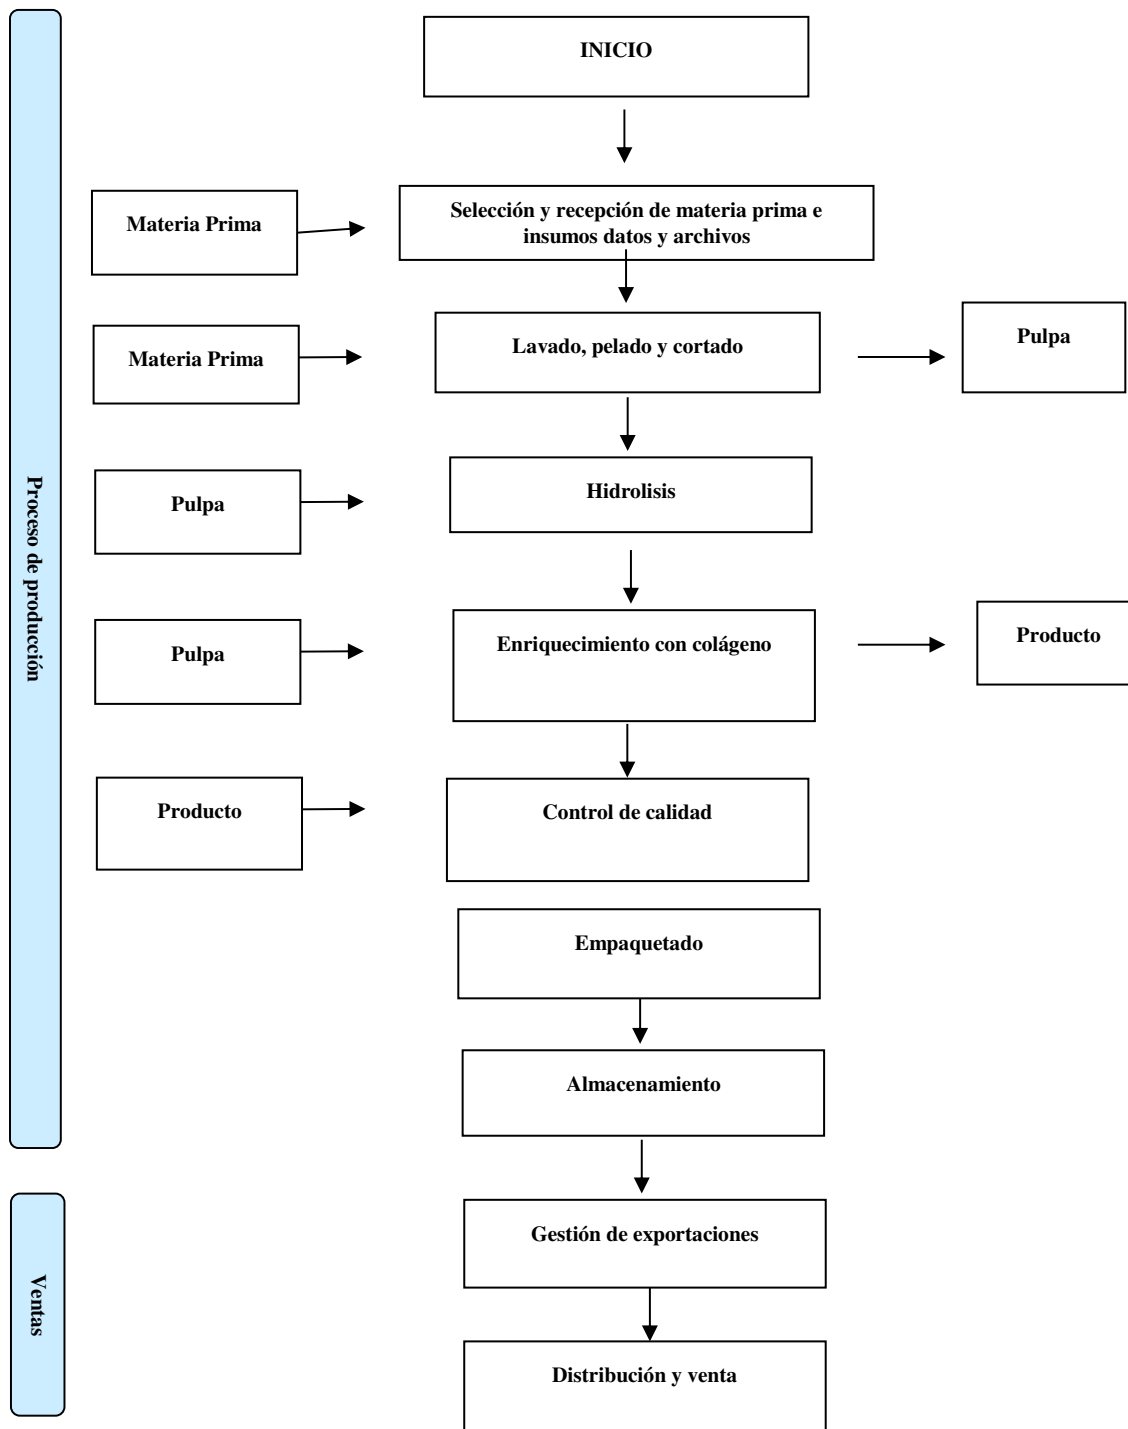 INICIO
Materia Prima
Selección y recepción de materia prima e
insumos datos y archivos
Materia Prima
Lavado, pelado y cortado
Pulpa
Pulpa
Hidrolisis
Proceso de producción
Pulpa
Enriquecimiento con colágeno
Producto
Producto
Control de calidad
Empaquetado
Almacenamiento
Ventas
Gestión de exportaciones
Distribución y venta